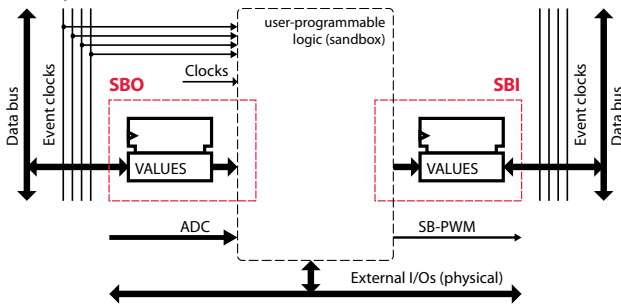 user-programmable
logic (sandbox)
Clocks
SBO
SBI
Data bus
Event clocks
VALUES
VALUES
Event clocks
Data bus
ADC
SB-PWM
External I/Os (physical)